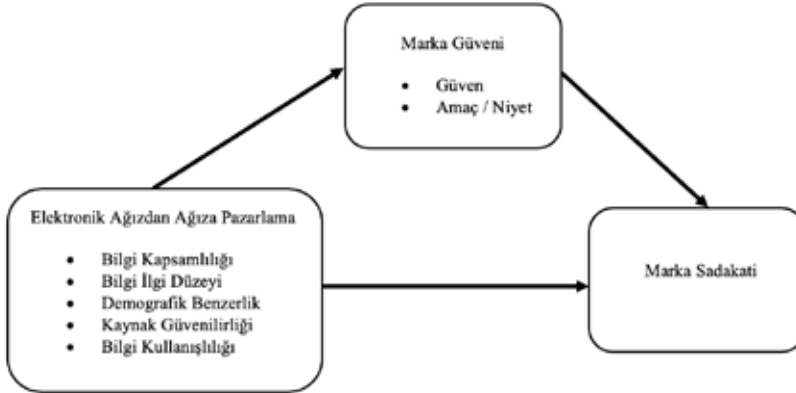 Marka Güveni
• Güven
• Amaç / Niyet
Elektronik Ağızdan Ağıza Pazarlama
• Bilgi Kapsamlılığı
• Bilgi İlgi Düzeyi
• Demografik Benzerlik
• Kaynak Güvenilirliği
• Bilgi Kullanışlılığı
Marka Sadakati